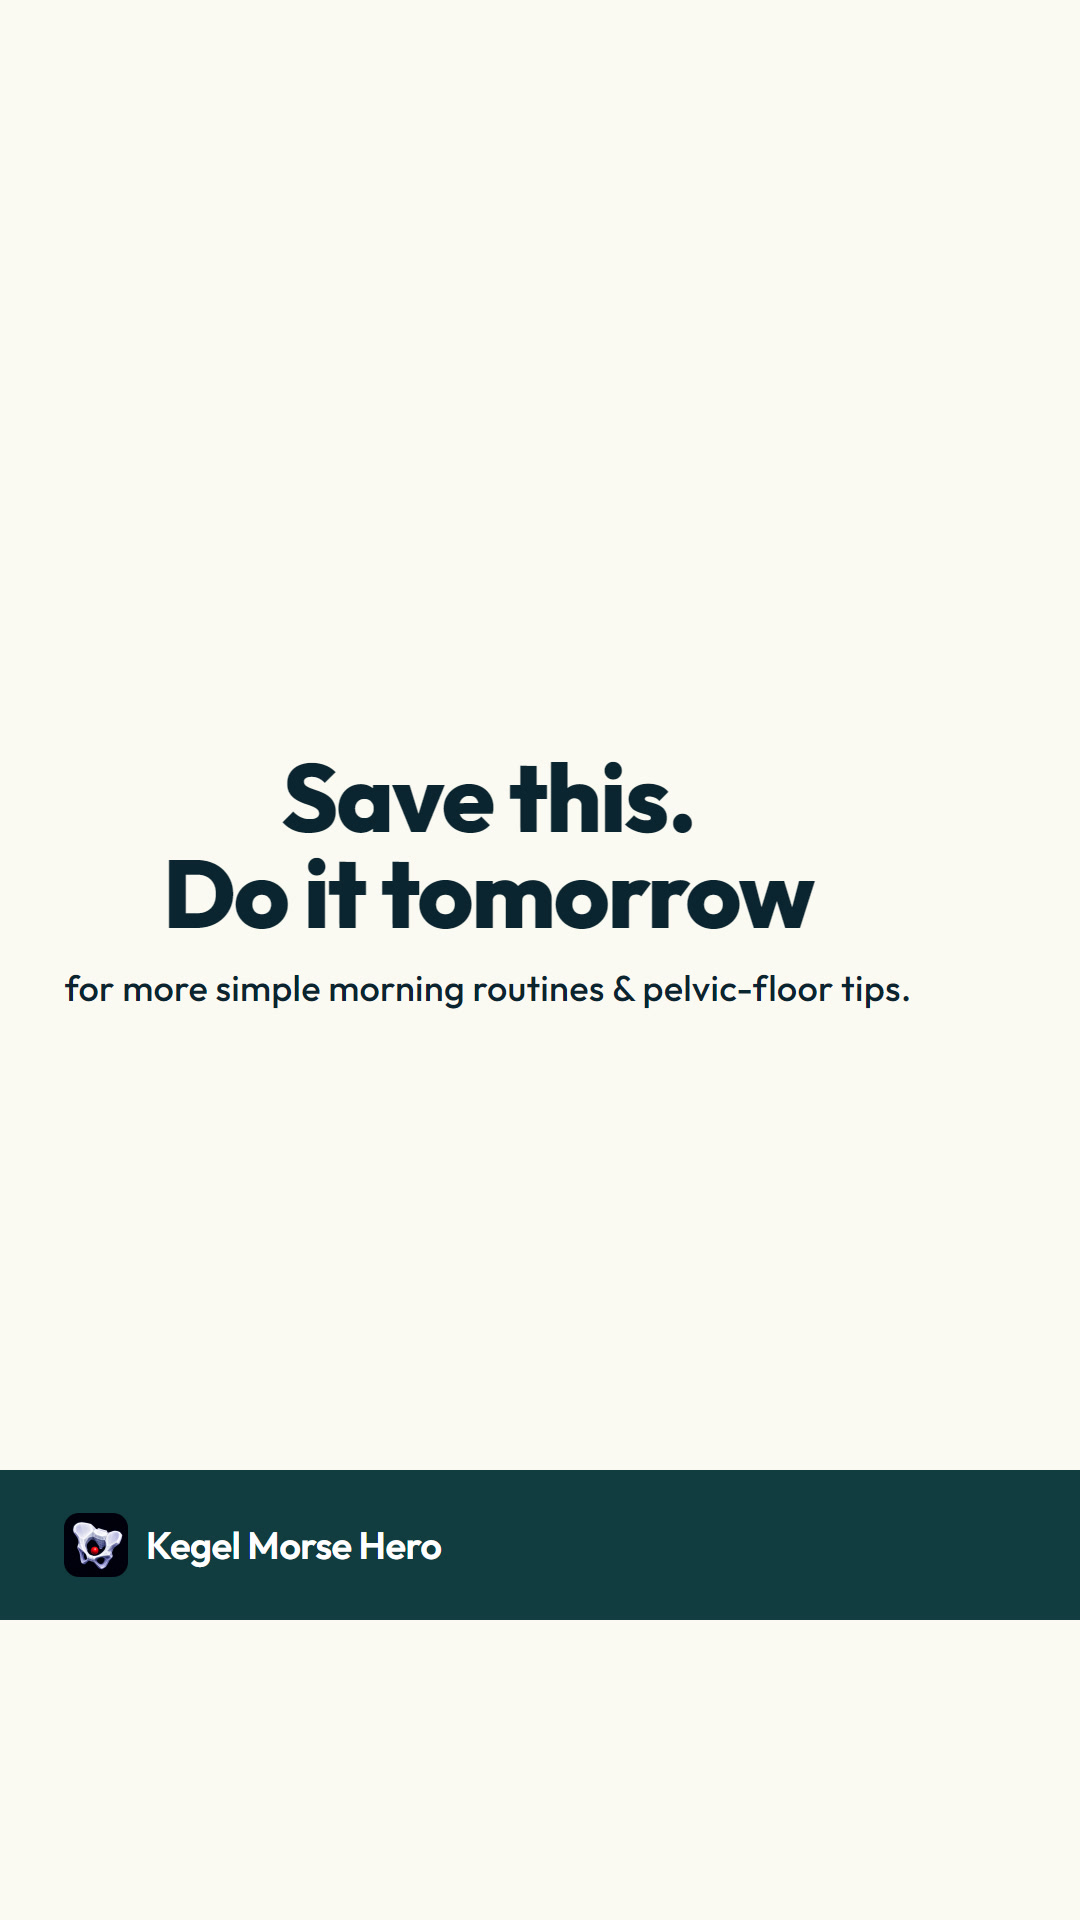 Save this.
Do it tomorrow
for more simple morning routines & pelvic-floor tips.
Kegel Morse Hero